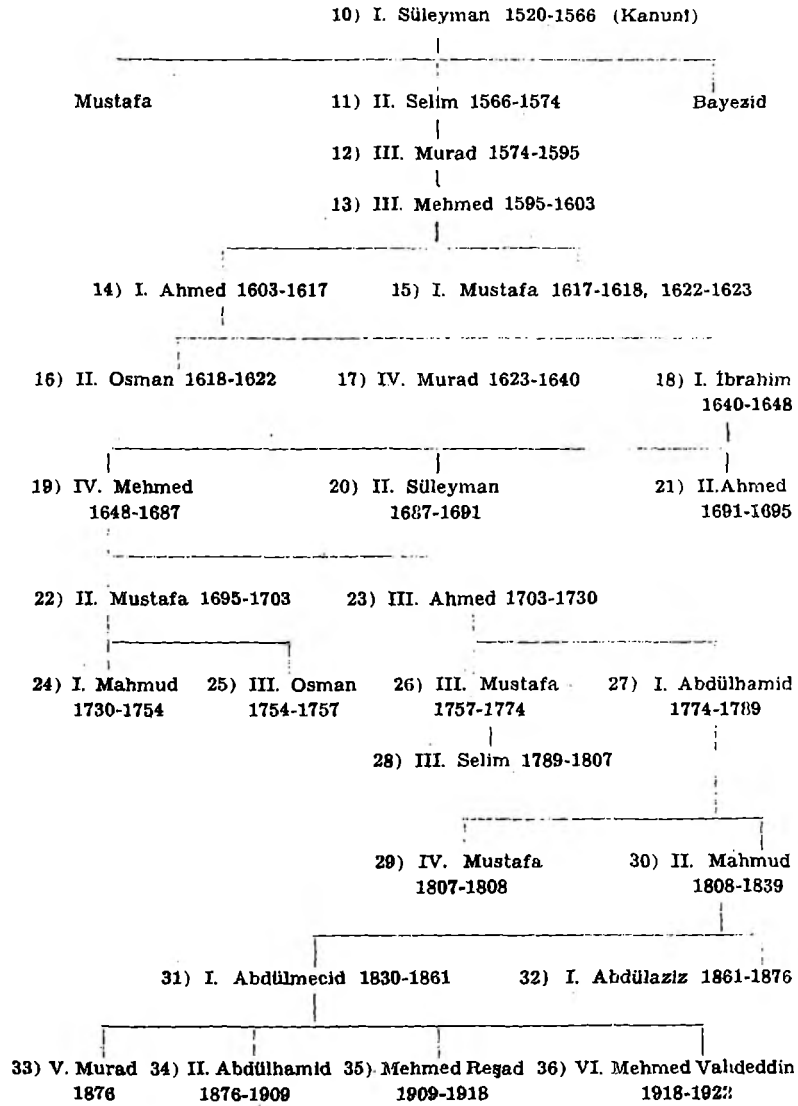 10) I. Süleyman 1520-1566 (Kanunî)
Mustafa 11) II. Selim 1566-1574 Bayezid
12) III. Murad 1574-1595
13) III. Mehmed 1595-1603
14) I. Ahmed 1603-1617 15) I. Mustafa 1617-1618, 1622-1623
16) II. Osman 1618-1622 17) IV. Murad 1623-1640 18) I. İbrahim
1640-1648
19) IV. Mehmed 20) II. Süleyman 21) II.Ahmed
1648-1687 1687-1691 1691-1695
22) II. Mustafa 1695-1703 23) III. Ahmed 1703-1730
24) I. Mahmud 25) III. Osman 26) III. Mustafa 27) I. Abdülhamid
1730-1754 1754-1757 1757-1774 1774-1789
28) III. Selim 1789-1807
29) IV. Mustafa 30) II. Mahmud
1807-1808 1808-1839
31) I. Abdülmecid 1830-1861 32) I. Abdülaziz 1861-1876
33) V. Murad 34) II. Abdülhamid 35) Mehmed Reşad 36) VI. Mehmed Vahdeddin
1876 1876-1909 1909-1918 1918-1922